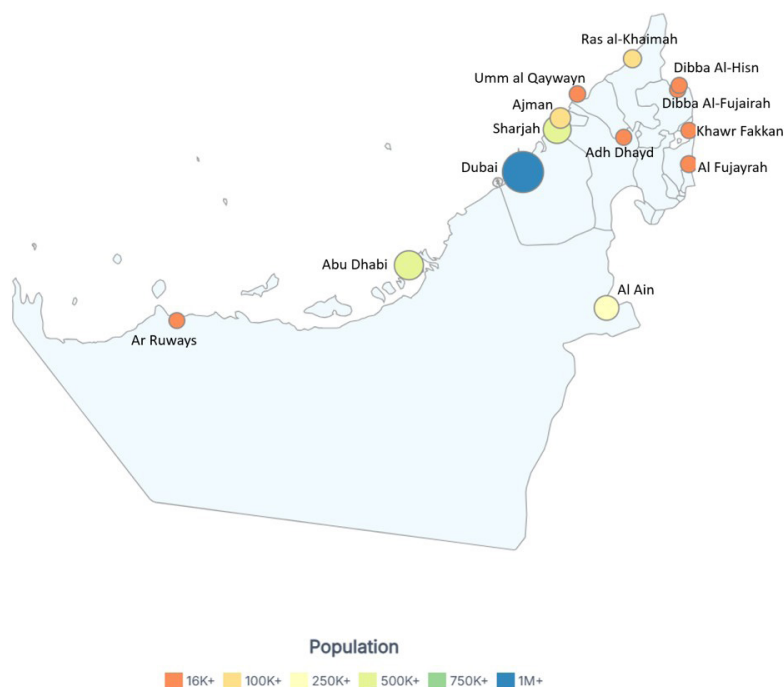 Ras al-Khaimah
Dibba Al-Hisn
Umm al Qaywayn
Dibba Al-Fujairah
Ajman
Sharjah
Khawr Fakkan
Adh Dhayd
Dubai
Al Fujayrah
Abu Dhabi
Al Ain
Ar Ruways
Population
16K+ 100K+ 250K+ 500K+ 750K+ 1M+